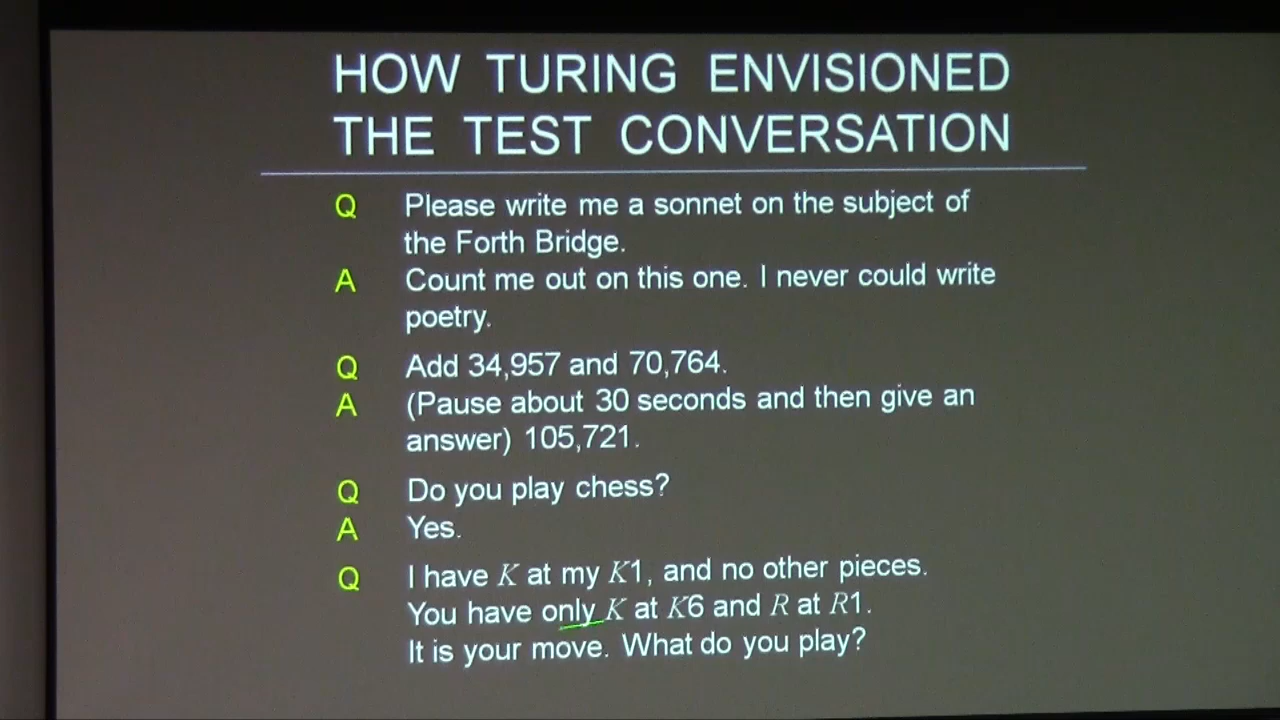 HOW TURING ENVISIONED
THE TEST CONVERSATION
Q Please write me a sonnet on the subject of
the Forth Bridge.
A Count me out on this one. I never could write
poetry.
Q Add 34,957 and 70,764.
A (Pause about 30 seconds and then give an
answer) 105,721.
Q Do you play chess?
A Yes.
Q I have K at my K1, and no other pieces.
You have only K at K6 and R at R1.
It is your move. What do you play?